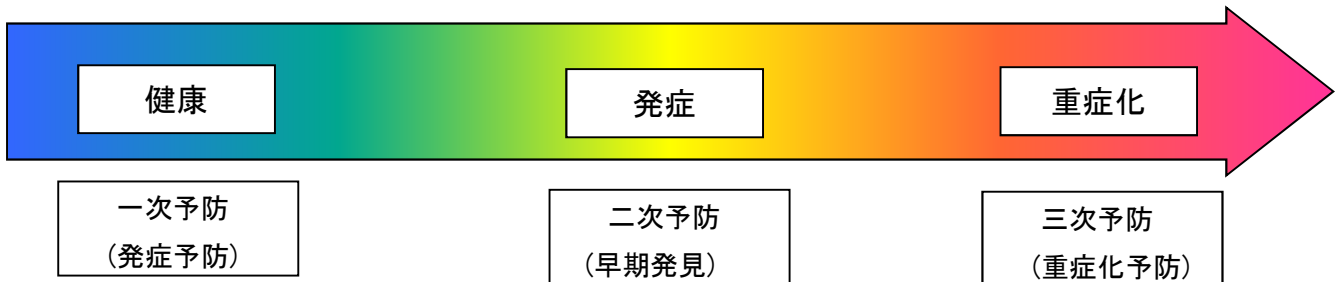 健康
発症
重症化
一次予防
（発症予防）
二次予防
（早期発見）
三次予防
（重症化予防）